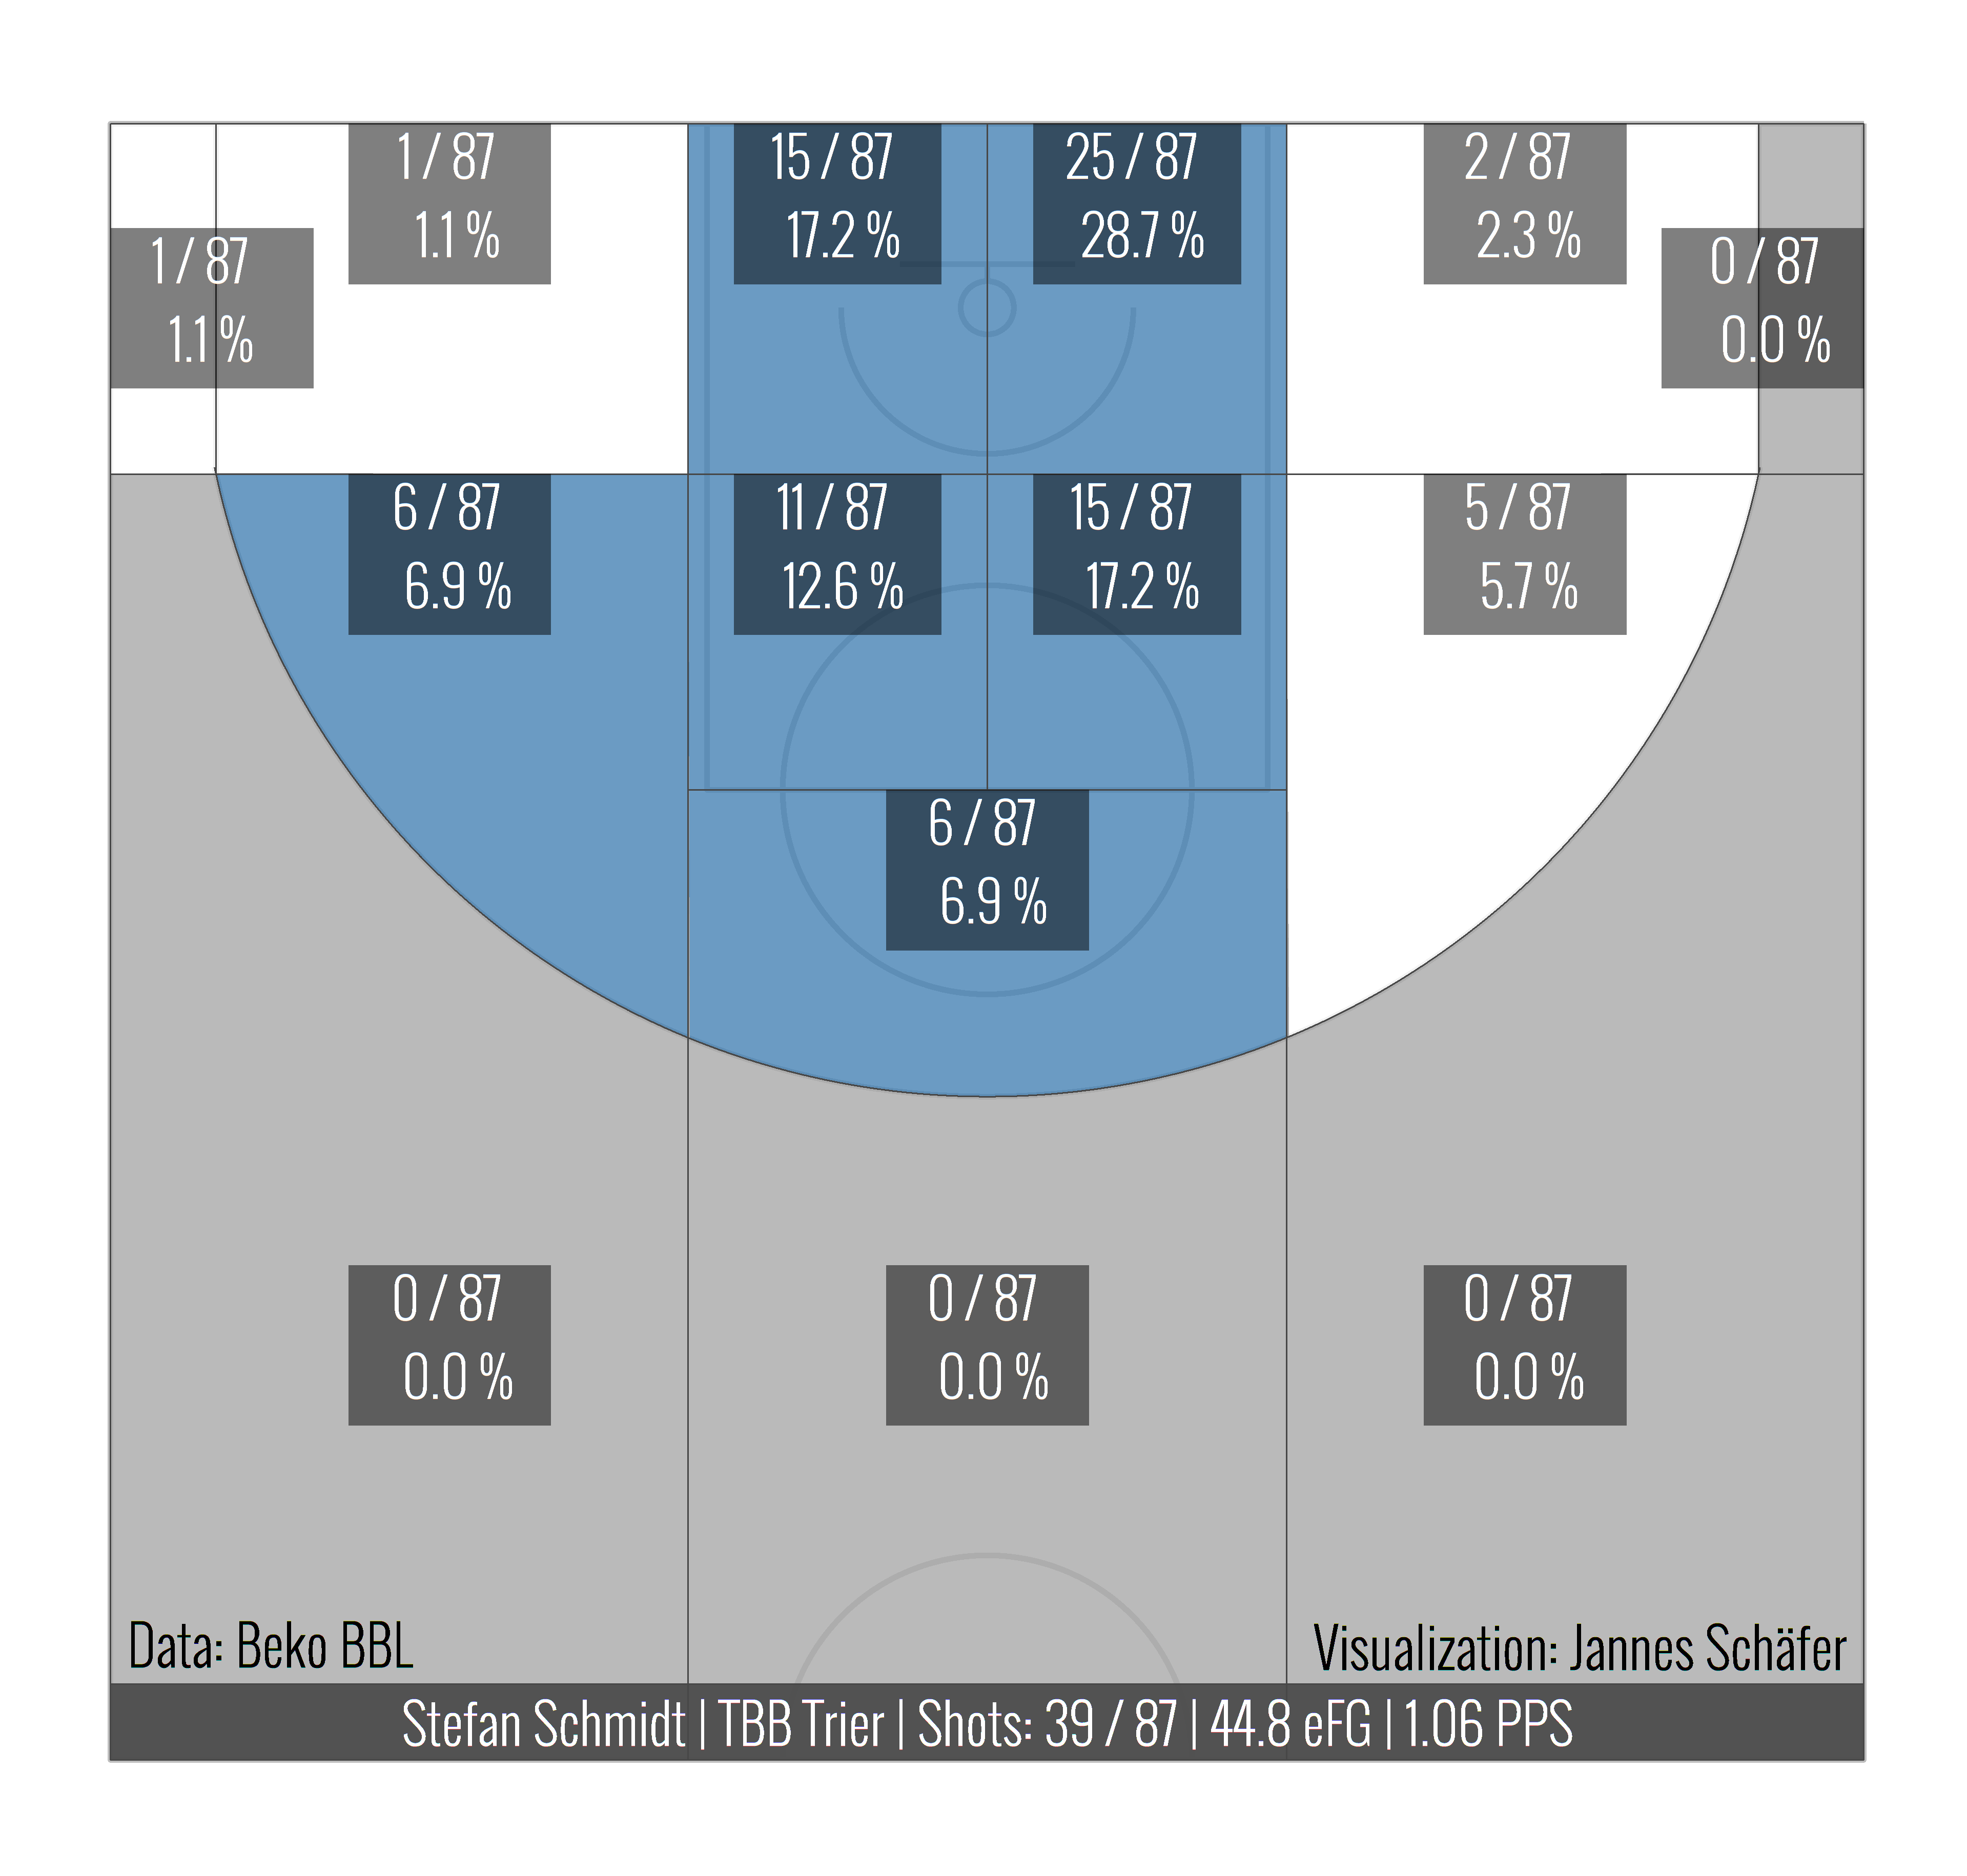 1 / 87
1.1 %
15 / 87
17.2 %
25 / 87
28.7 %
2 / 87
2.3 %
1 / 87
1.1 %
0 / 87
0.0 %
6 / 87
6.9 %
11 / 87
12.6 %
15 / 87
17.2 %
5 / 87
5.7 %
6 / 87
6.9 %
0 / 87
0.0 %
0 / 87
0.0 %
0 / 87
0.0 %
Data: Beko BBL
Visualization: Jannes Schäfer
Stefan Schmidt | TBB Trier | Shots: 39 / 87 | 44.8 eFG | 1.06 PPS